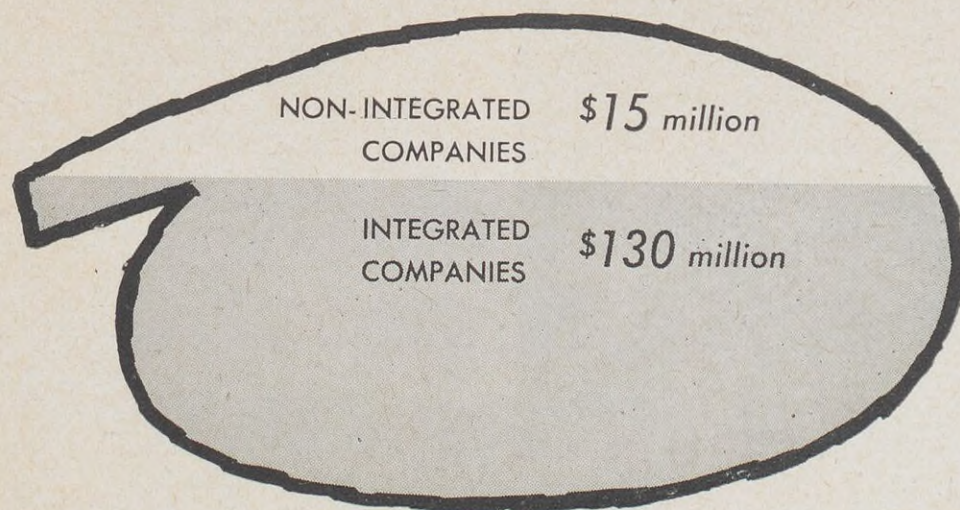 NON-INTEGRATED $15 million
COMPANIES
INTEGRATED $130 million
COMPANIES